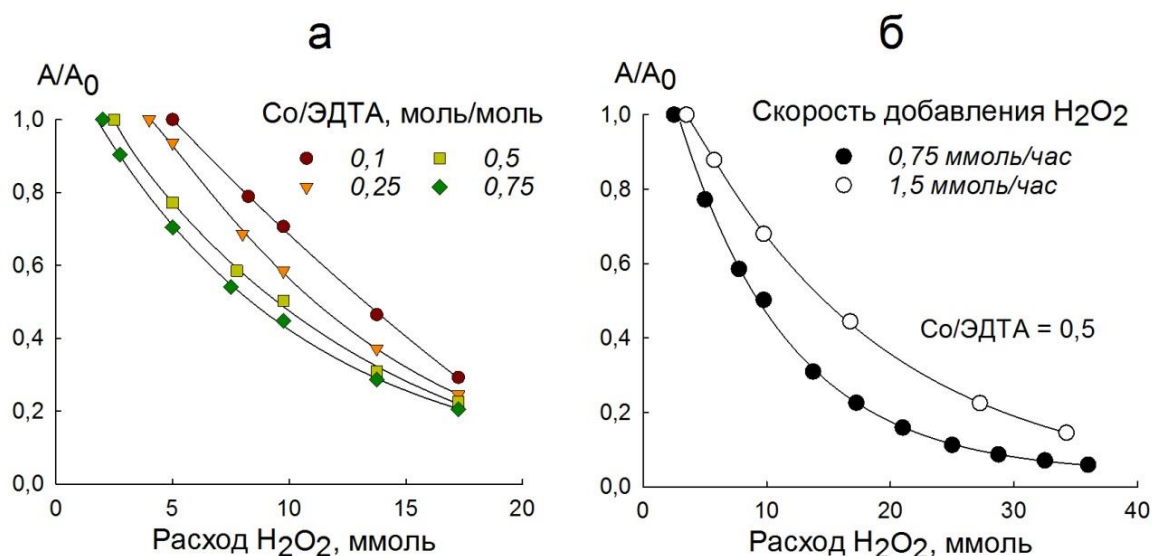 а
A/A0
Co/ЭДТА, моль/моль
0,1
0,5
0,25
0,75
1,0
0,8
0,6
0,4
0,2
0,0
0
5
10
15
20
Расход H2O2, ммоль
б
A/A0
Скорость добавления H2O2
0,75 ммоль/час
1,5 ммоль/час
Co/ЭДТА = 0,5
1,0
0,8
0,6
0,4
0,2
0,0
0
10
20
30
40
Расход H2O2, ммоль